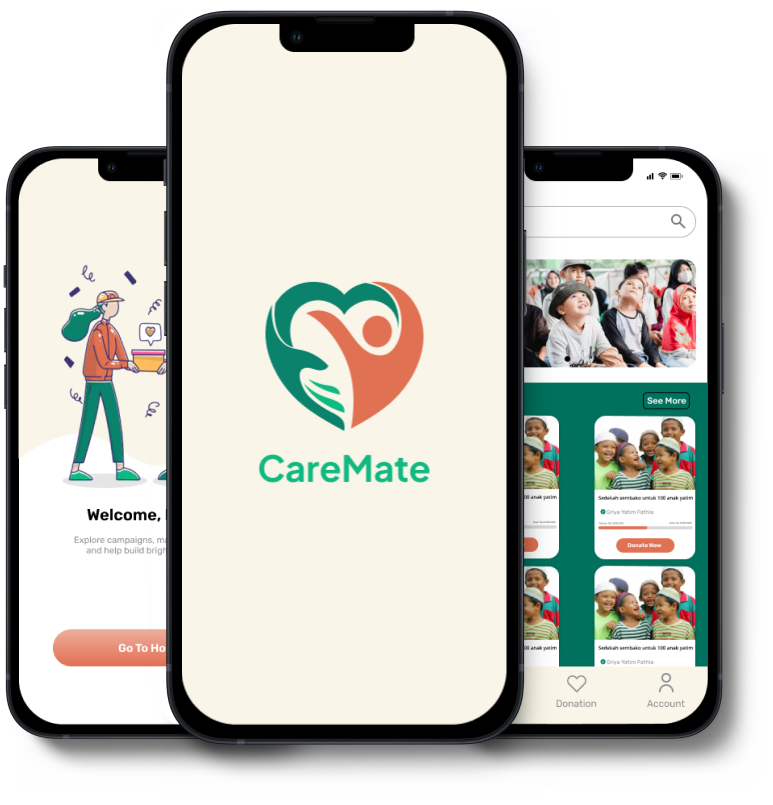 CareMate
Welcome,
Explore campaigns, ma
and help build brigh
Go To Ho
See More
00 anak yatim
Sedekah sembako untuk 100 anak yatim
Griya Yatim Fathia
Donate Now
00 anak yatim
Sedekah sembako untuk 100 anak yatim
Griya Yatim Fathia
Donation
Account